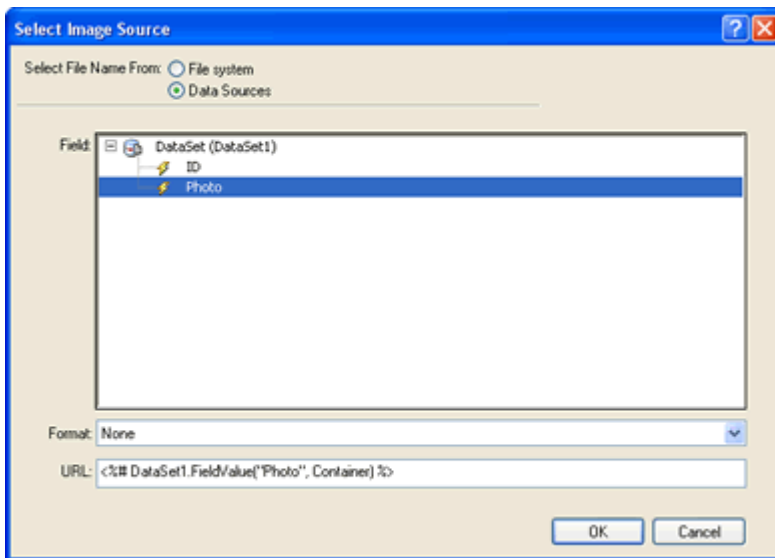 Select Image Source
Select File Name From: File system
Data Sources
Field:
DataSet (DataSet1)
ID
Photo
Format: None
URL: <%# DataSet1.FieldValue("Photo", Container) %>
OK Cancel